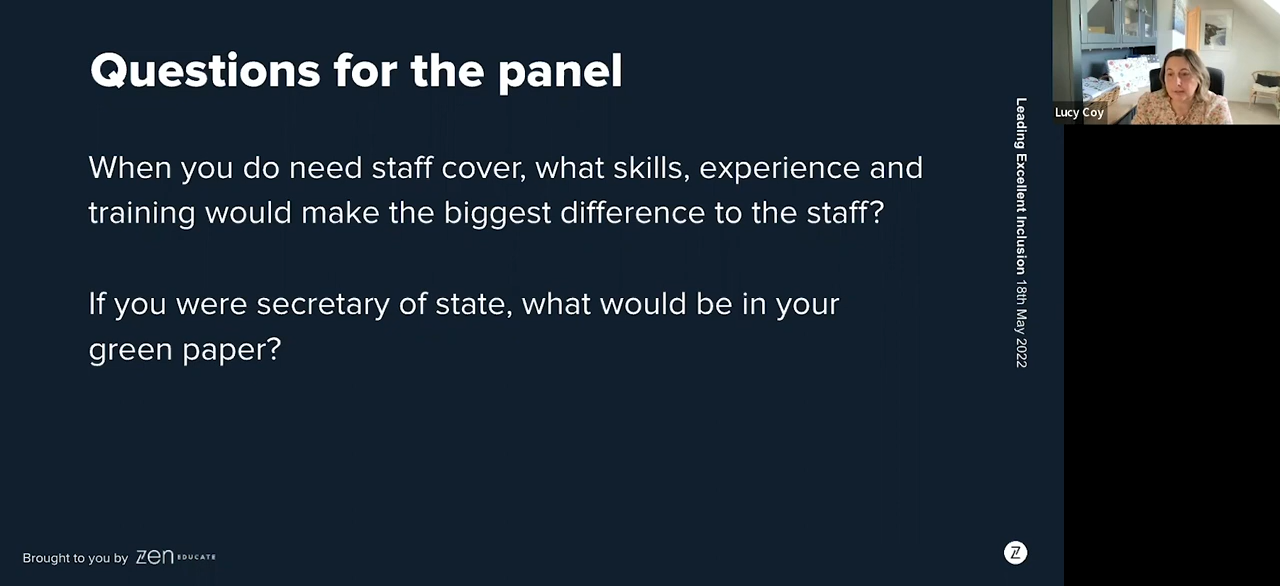 Questions for the panel
When you do need staff cover, what skills, experience and
training would make the biggest difference to the staff?
If you were secretary of state, what would be in your
green paper?
Leading Excellent Inclusion 18th May 2022
Lucy Coy
Brought to you by zen EDUCATE
Z